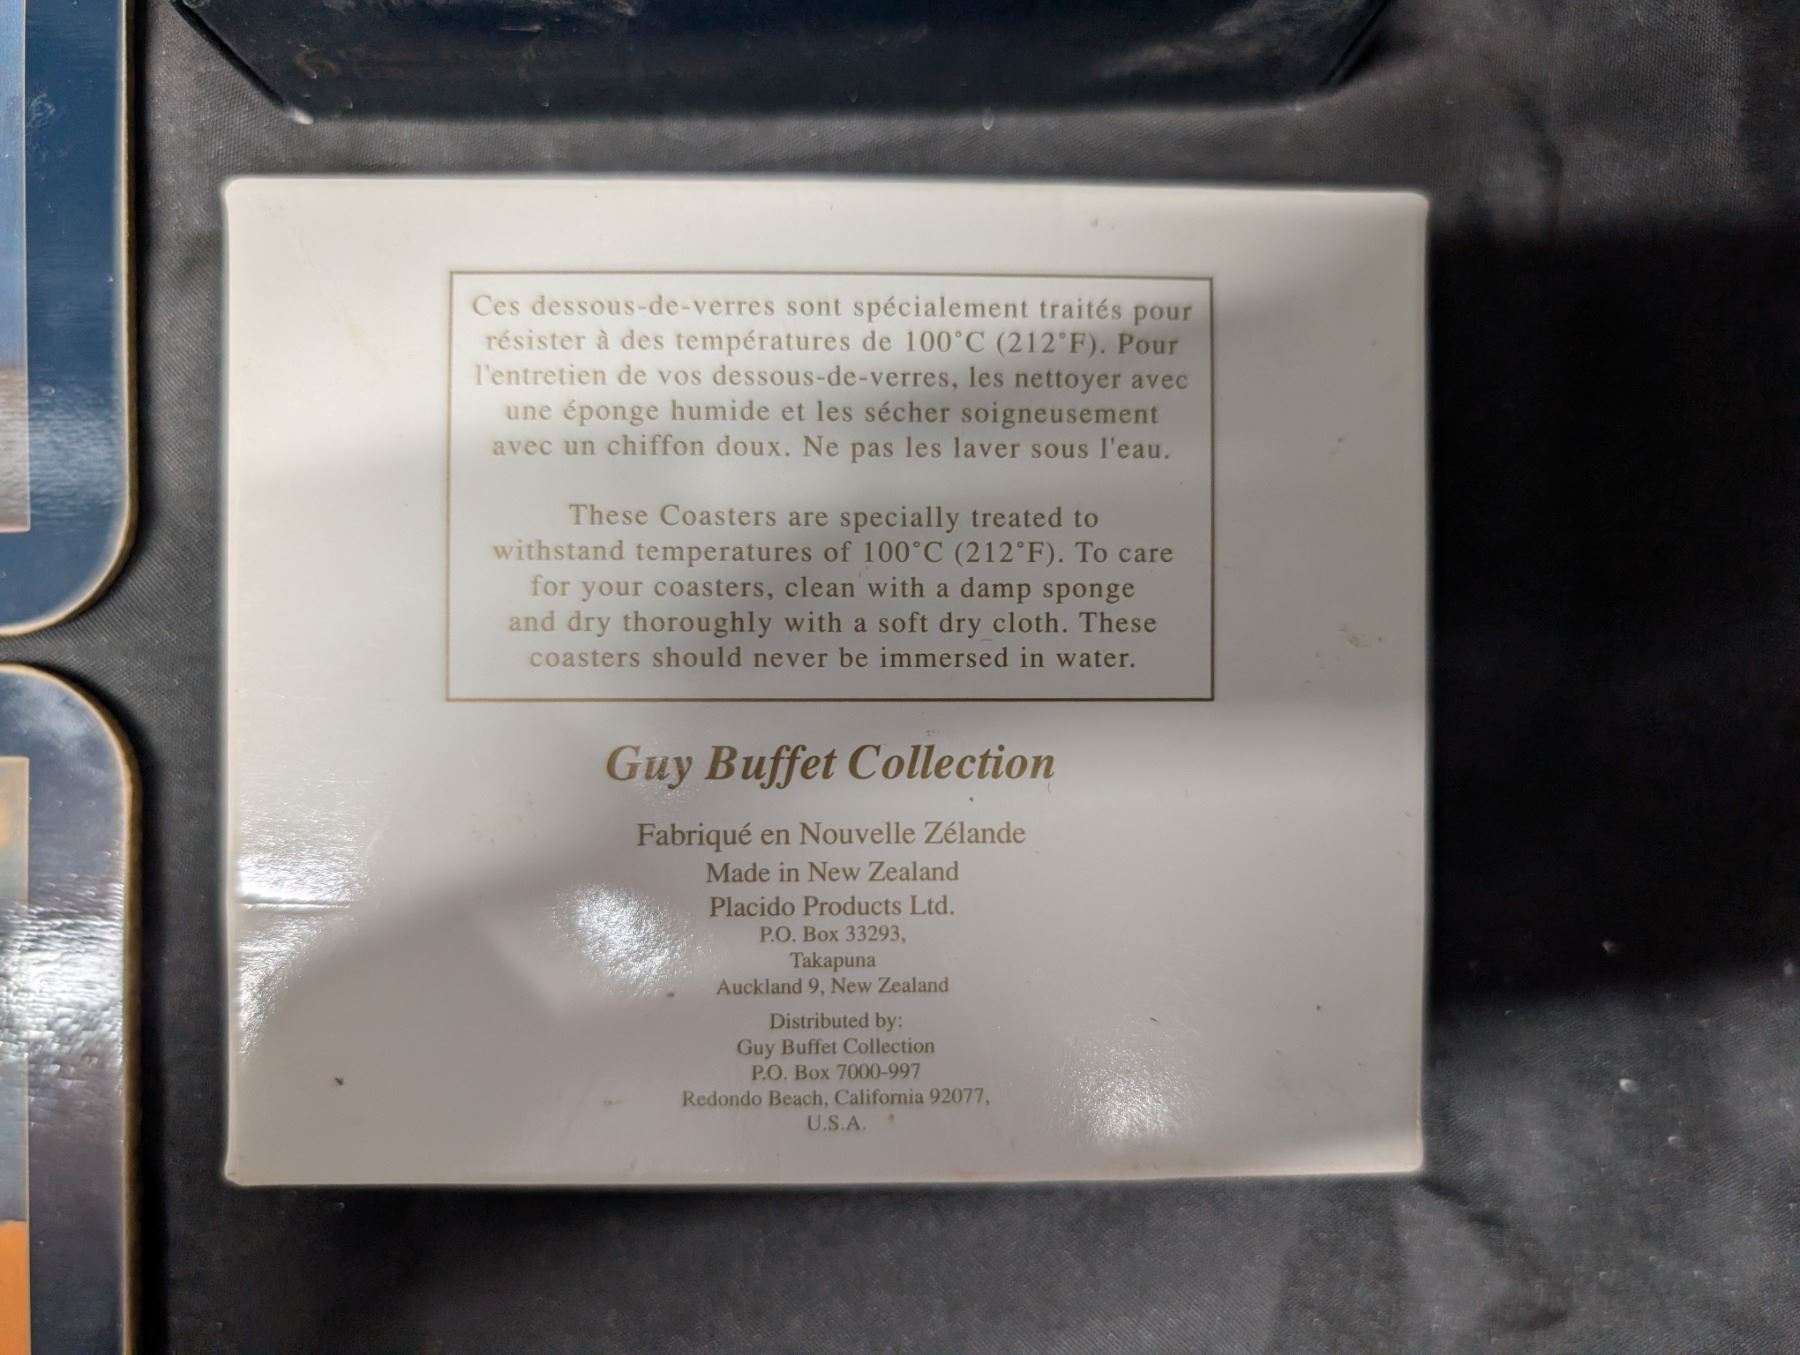 Ces dessous-de-verres sont spécialement traités pour
résister à des températures de 100°C (212°F). Pour
l'entretien de vos dessous-de-verres, les nettoyer avec
une éponge humide et les sécher soigneusement
avec un chiffon doux. Ne pas les laver sous l'eau.
These Coasters are specially treated to
withstand temperatures of 100°C (212°F). To care
for your coasters, clean with a damp sponge
and dry thoroughly with a soft dry cloth. These
coasters should never be immersed in water.
Guy Buffet Collection
Fabriqué en Nouvelle Zélande
Made in New Zealand
Placido Products Ltd.
P.O. Box 33293,
Takapuna
Auckland 9, New Zealand
Distributed by:
Guy Buffet Collection
P.O. Box 7000-997
Redondo Beach, California 92077,
U.S.A.